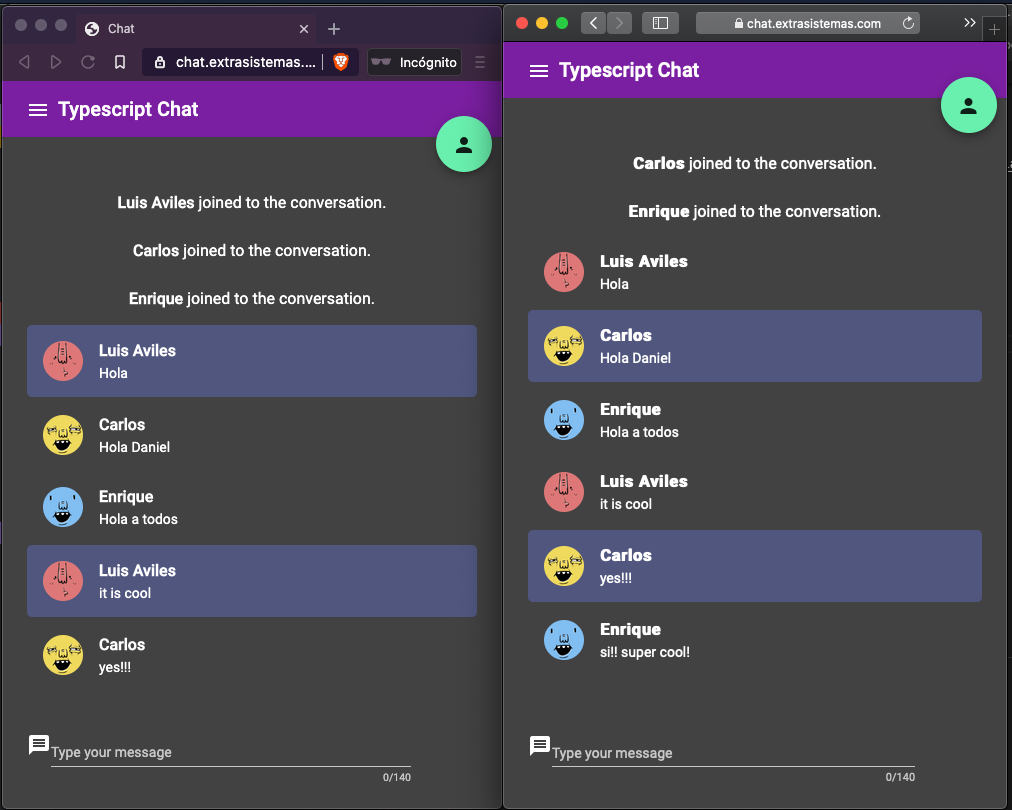 Chat
chat.extrasistemas....
Incógnito
Typescript Chat
Luis Aviles joined to the conversation.
Carlos joined to the conversation.
Enrique joined to the conversation.
Luis Aviles
Hola
Carlos
Hola Daniel
Enrique
Hola a todos
Luis Aviles
it is cool
Carlos
yes!!!
Type your message
0/140
chat.extrasistemas.com
Typescript Chat
Carlos joined to the conversation.
Enrique joined to the conversation.
Luis Aviles
Hola
Carlos
Hola Daniel
Enrique
Hola a todos
Luis Aviles
it is cool
Carlos
yes!!!
Enrique
si!! super cool!
Type your message
0/140